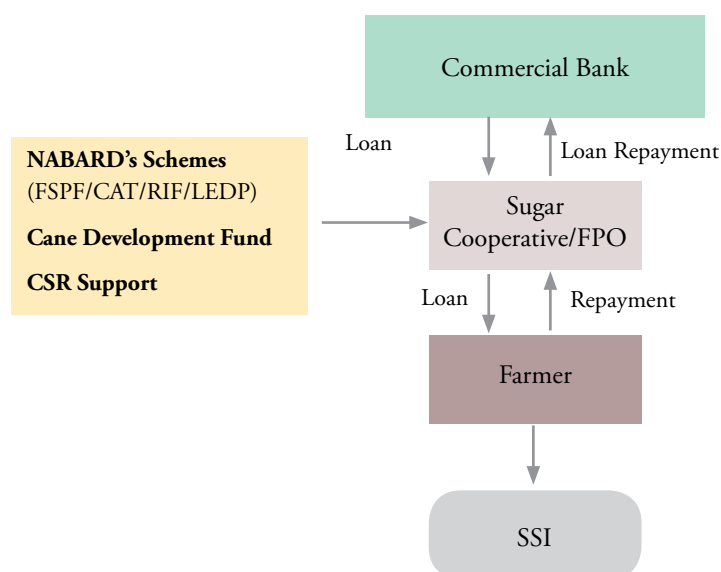 Commercial Bank
Loan
Loan Repayment
NABARD's Schemes
(FSPF/CAT/RIF/LEDP)
Cane Development Fund
CSR Support
Sugar
Cooperative/FPO
Loan
Repayment
Farmer
SSI